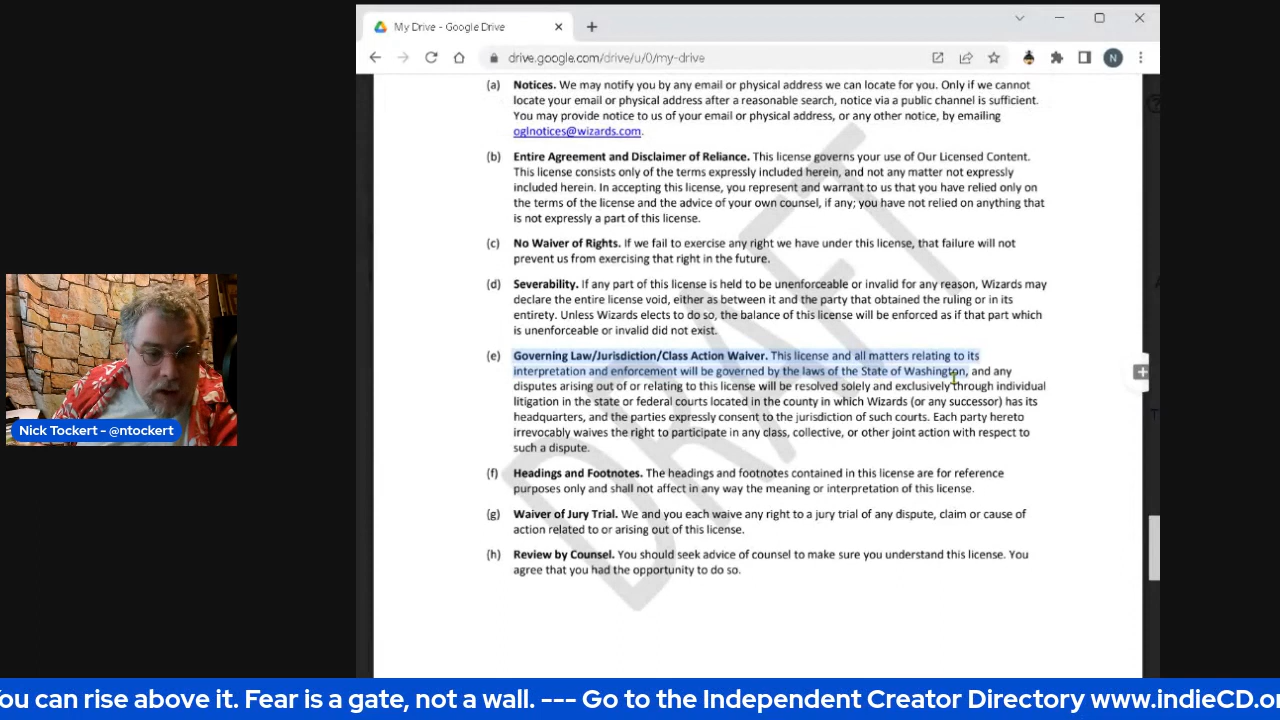 My Drive - Google Drive
drive.google.com/drive/u/0/my-drive
N
(a) Notices. We may notify you by any email or physical address we can locate for you. Only if we cannot
locate your email or physical address after a reasonable search, notice via a public channel is sufficient.
You may provide notice to us of your email or physical address, or any other notice, by emailing
oglnotices@wizards.com.
(b) Entire Agreement and Disclaimer of Reliance. This license governs your use of Our Licensed Content.
This license consists only of the terms expressly included herein, and not any matter not expressly
included herein. In accepting this license, you represent and warrant to us that you have relied only on
the terms of the license and the advice of your own counsel, if any; you have not relied on anything that
is not expressly a part of this license.
(c) No Waiver of Rights. If we fail to exercise any right we have under this license, that failure will not
prevent us from exercising that right in the future.
(d) Severability. If any part of this license is held to be unenforceable or invalid for any reason, Wizards may
declare the entire license void, either as between it and the party that obtained the ruling or in its
entirety. Unless Wizards elects to do so, the balance of this license will be enforced as if that part which
is unenforceable or invalid did not exist.
(e) Governing Law/Jurisdiction/Class Action Waiver. This license and all matters relating to its
interpretation and enforcement will be governed by the laws of the State of Washington, and any
disputes arising out of or relating to this license will be resolved solely and exclusively through individual
litigation in the state or federal courts located in the county in which Wizards (or any successor) has its
headquarters, and the parties expressly consent to the jurisdiction of such courts. Each party hereto
irrevocably waives the right to participate in any class, collective, or other joint action with respect to
such a dispute.
(f) Headings and Footnotes. The headings and footnotes contained in this license are for reference
purposes only and shall not affect in any way the meaning or interpretation of this license.
(g) Waiver of Jury Trial. We and you each waive any right to a jury trial of any dispute, claim or cause of
action related to or arising out of this license.
(h) Review by Counsel. You should seek advice of counsel to make sure you understand this license. You
agree that you had the opportunity to do so.
DRAFT
Nick Tockert - @ntockert
You can rise above it. Fear is a gate, not a wall. --- Go to the Independent Creator Directory www.indieCD.o